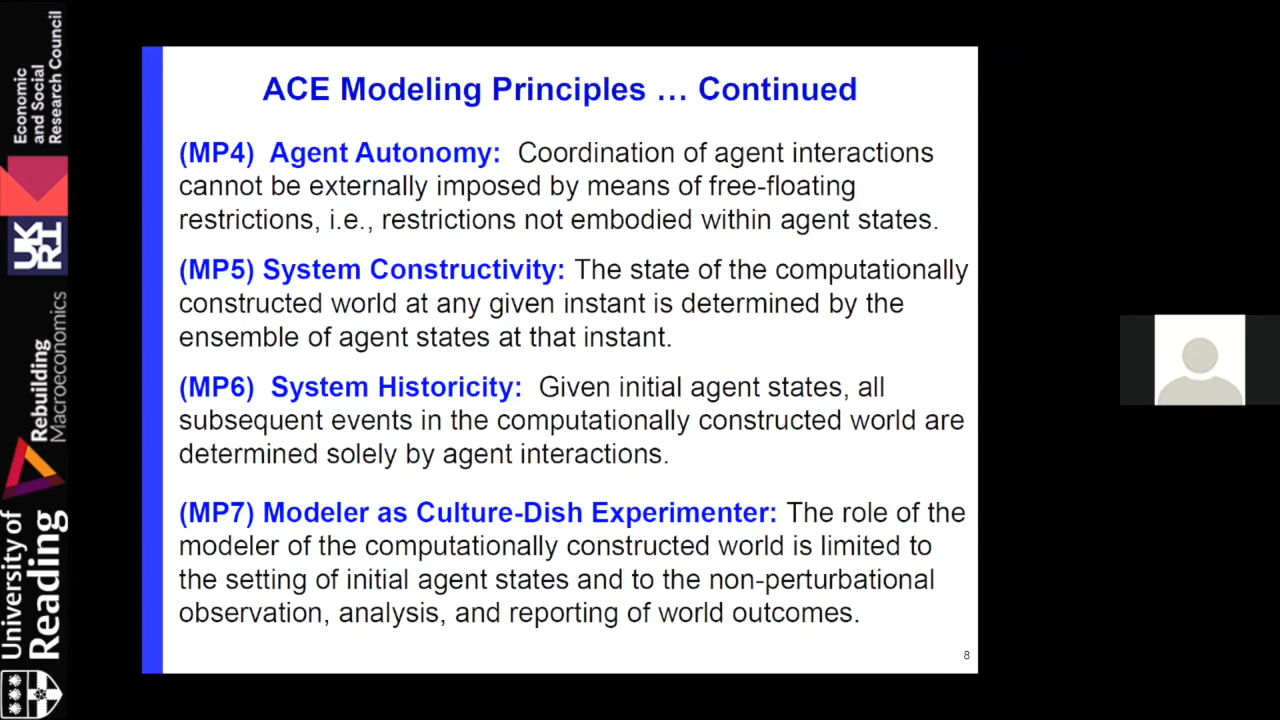 ACE Modeling Principles … Continued
(MP4) Agent Autonomy: Coordination of agent interactions
cannot be externally imposed by means of free-floating
restrictions, i.e., restrictions not embodied within agent states.
(MP5) System Constructivity: The state of the computationally
constructed world at any given instant is determined by the
ensemble of agent states at that instant.
(MP6) System Historicity: Given initial agent states, all
subsequent events in the computationally constructed world are
determined solely by agent interactions.
(MP7) Modeler as Culture-Dish Experimenter: The role of the
modeler of the computationally constructed world is limited to
the setting of initial agent states and to the non-perturbational
observation, analysis, and reporting of world outcomes.
8
University of
Reading
Rebuilding
Macroeconomics
UK
RI
Economic
and Social
Research Council